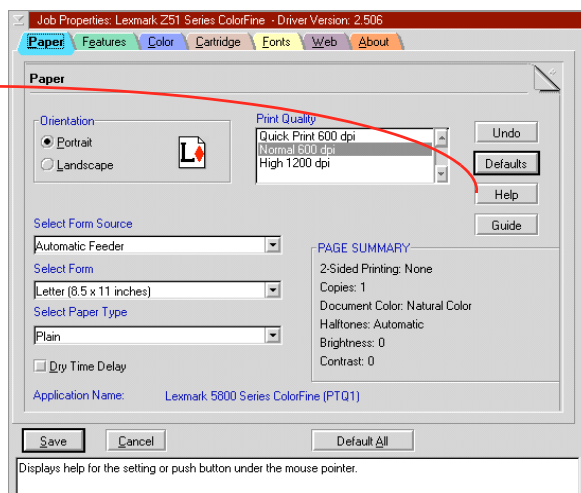 Job Properties: Lexmark Z51 Series ColorFine - Driver Version: 2.506
Paper Features Color Cartridge Fonts Web About
Paper
Orientation
Portrait
Landscape
L
Print Quality
Quick Print 600 dpi
Normal 600 dpi
High 1200 dpi
Undo
Defaults
Help
Guide
Select Form Source
Automatic Feeder
Select Form
Letter (8.5 x 11 inches)
Select Paper Type
Plain
Dry Time Delay
PAGE SUMMARY
2-Sided Printing: None
Copies: 1
Document Color: Natural Color
Halftones: Automatic
Brightness: 0
Contrast: 0
Application Name: Lexmark 5800 Series ColorFine (PTQ1)
Save Cancel Default All
Displays help for the setting or push button under the mouse pointer.